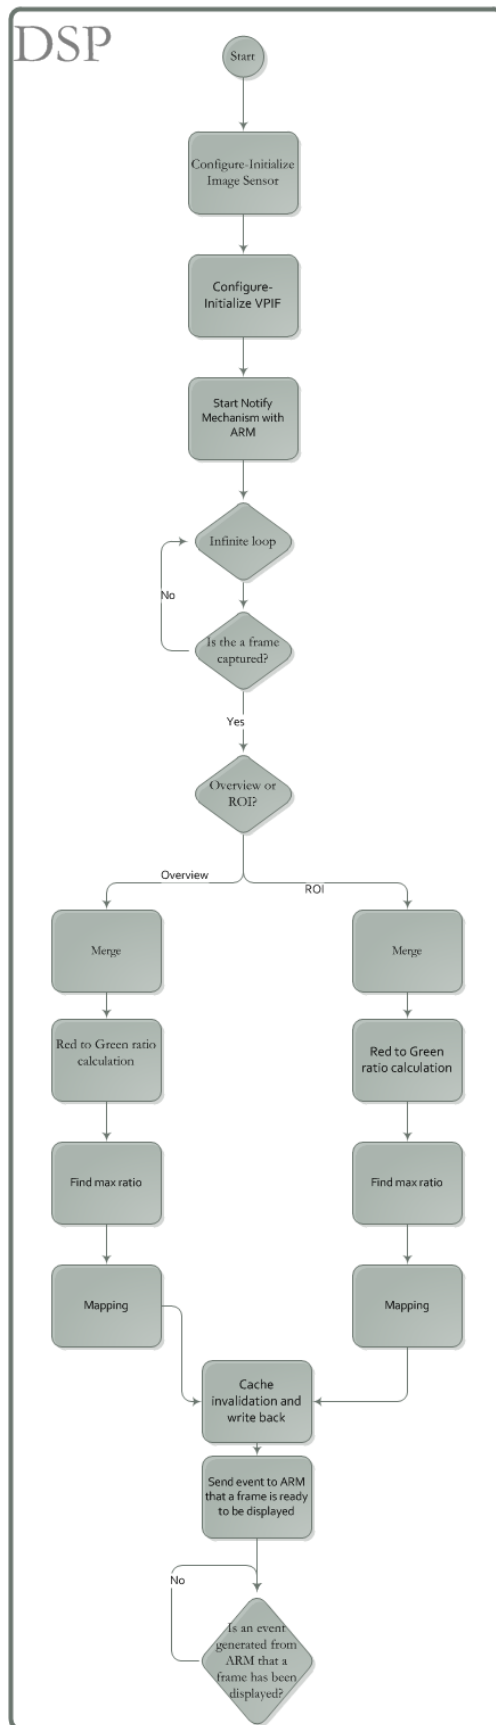 DSP
Start
Configure-Initialize
Image Sensor
Configure-
Initialize VPIF
Start Notify
Mechanism with
ARM
Infinite loop
No
Is the a frame
captured?
Yes
Overview or
ROI?
Overview
ROI
Merge
Merge
Red to Green ratio
calculation
Red to Green
ratio calculation
Find max ratio
Find max ratio
Mapping
Mapping
Cache
invalidation and
write back
Send event to ARM
that a frame is ready
to be displayed
No
Is an event
generated from
ARM that a
frame has been
displayed?